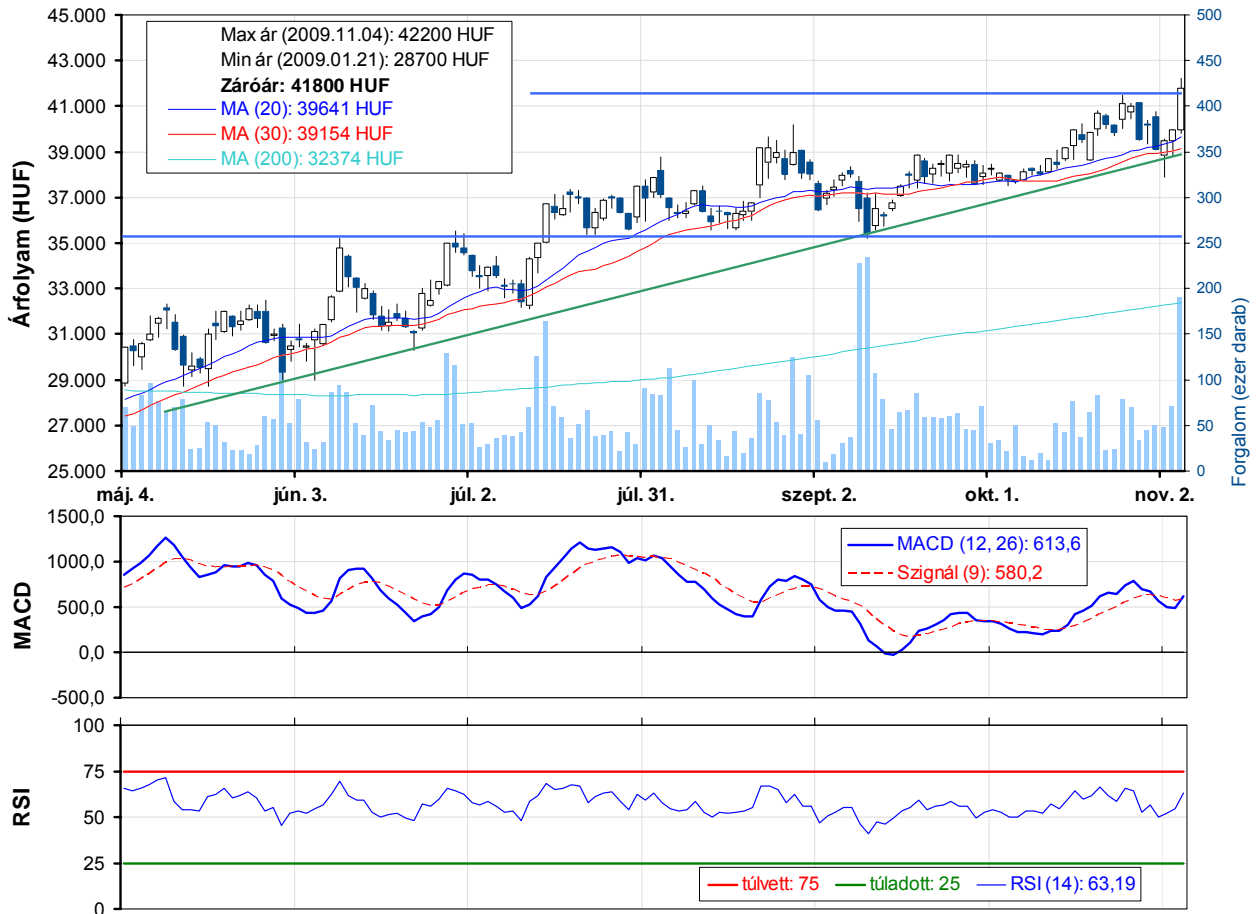 Max ár (2009.11.04): 42200 HUF
Min ár (2009.01.21): 28700 HUF
Záróár: 41800 HUF
MA (20): 39641 HUF
MA (30): 39154 HUF
MA (200): 32374 HUF
Árfolyam (HUF)
45.000
43.000
41.000
39.000
37.000
35.000
33.000
31.000
29.000
27.000
25.000
500
450
400
350
300
250
200
150
100
50
0
Forgalom (ezer darab)
máj. 4.
jún. 3.
júl. 2.
júl. 31.
szept. 2.
okt. 1.
nov. 2.
MACD
1500,0
1000,0
500,0
0,0
-500,0
MACD (12, 26): 613,6
Szignál (9): 580,2
RSI
100
75
50
25
0
túlvett: 75
túladott: 25
RSI (14): 63,19